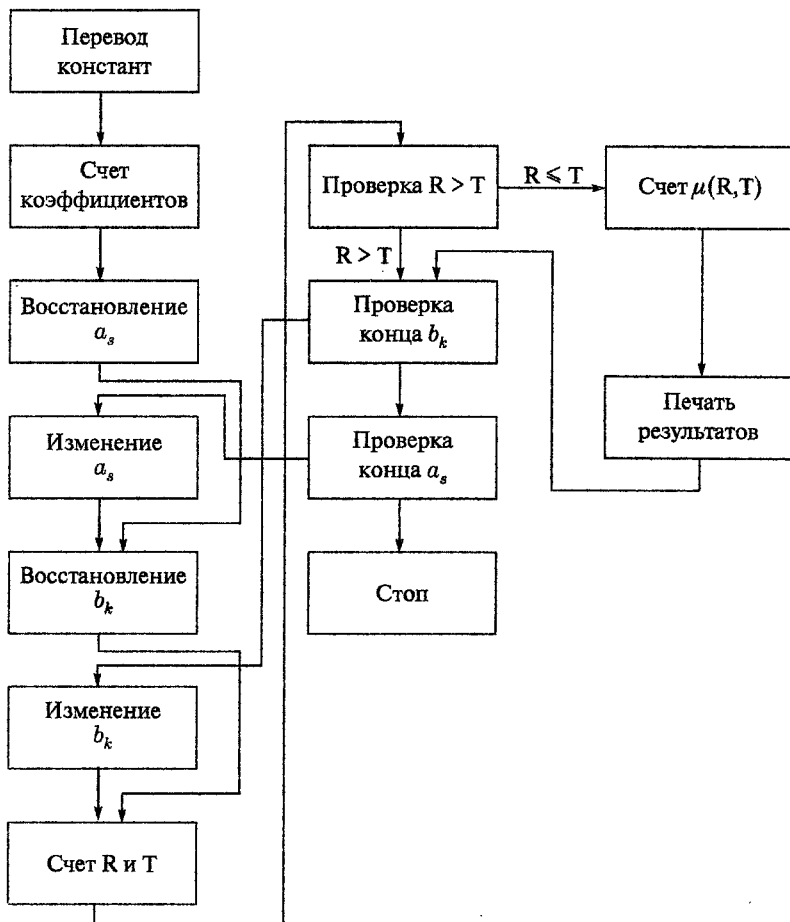 Перевод
констант
Счет
коэффициентов
Восстановление
a_s
Изменение
a_s
Восстановление
b_k
Изменение
b_k
Счет R и T
Проверка R > T
R > T
R ⩽ T
Проверка
конца b_k
Проверка
конца a_s
Стоп
Счет μ(R,T)
Печать
результатов